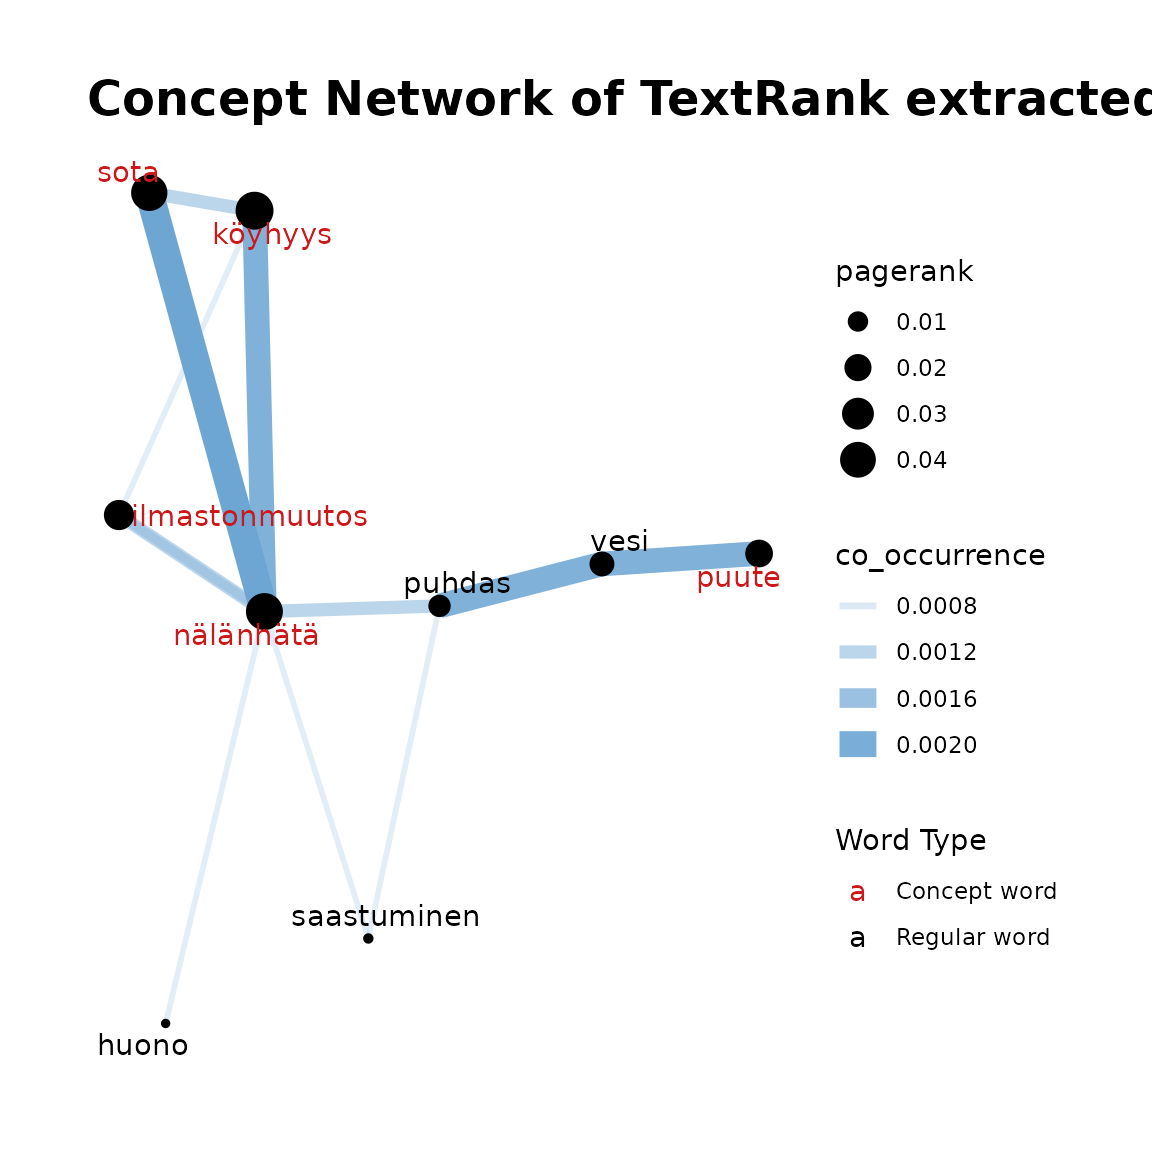 Concept Network of TextRank extracted
sota
köyhyys
ilmastonmuutos
nälänhätä
puhdas
vesi
puute
saastuminen
huono
pagerank
0.01
0.02
0.03
0.04
co_occurrence
0.0008
0.0012
0.0016
0.0020
Word Type
a Concept word
a Regular word